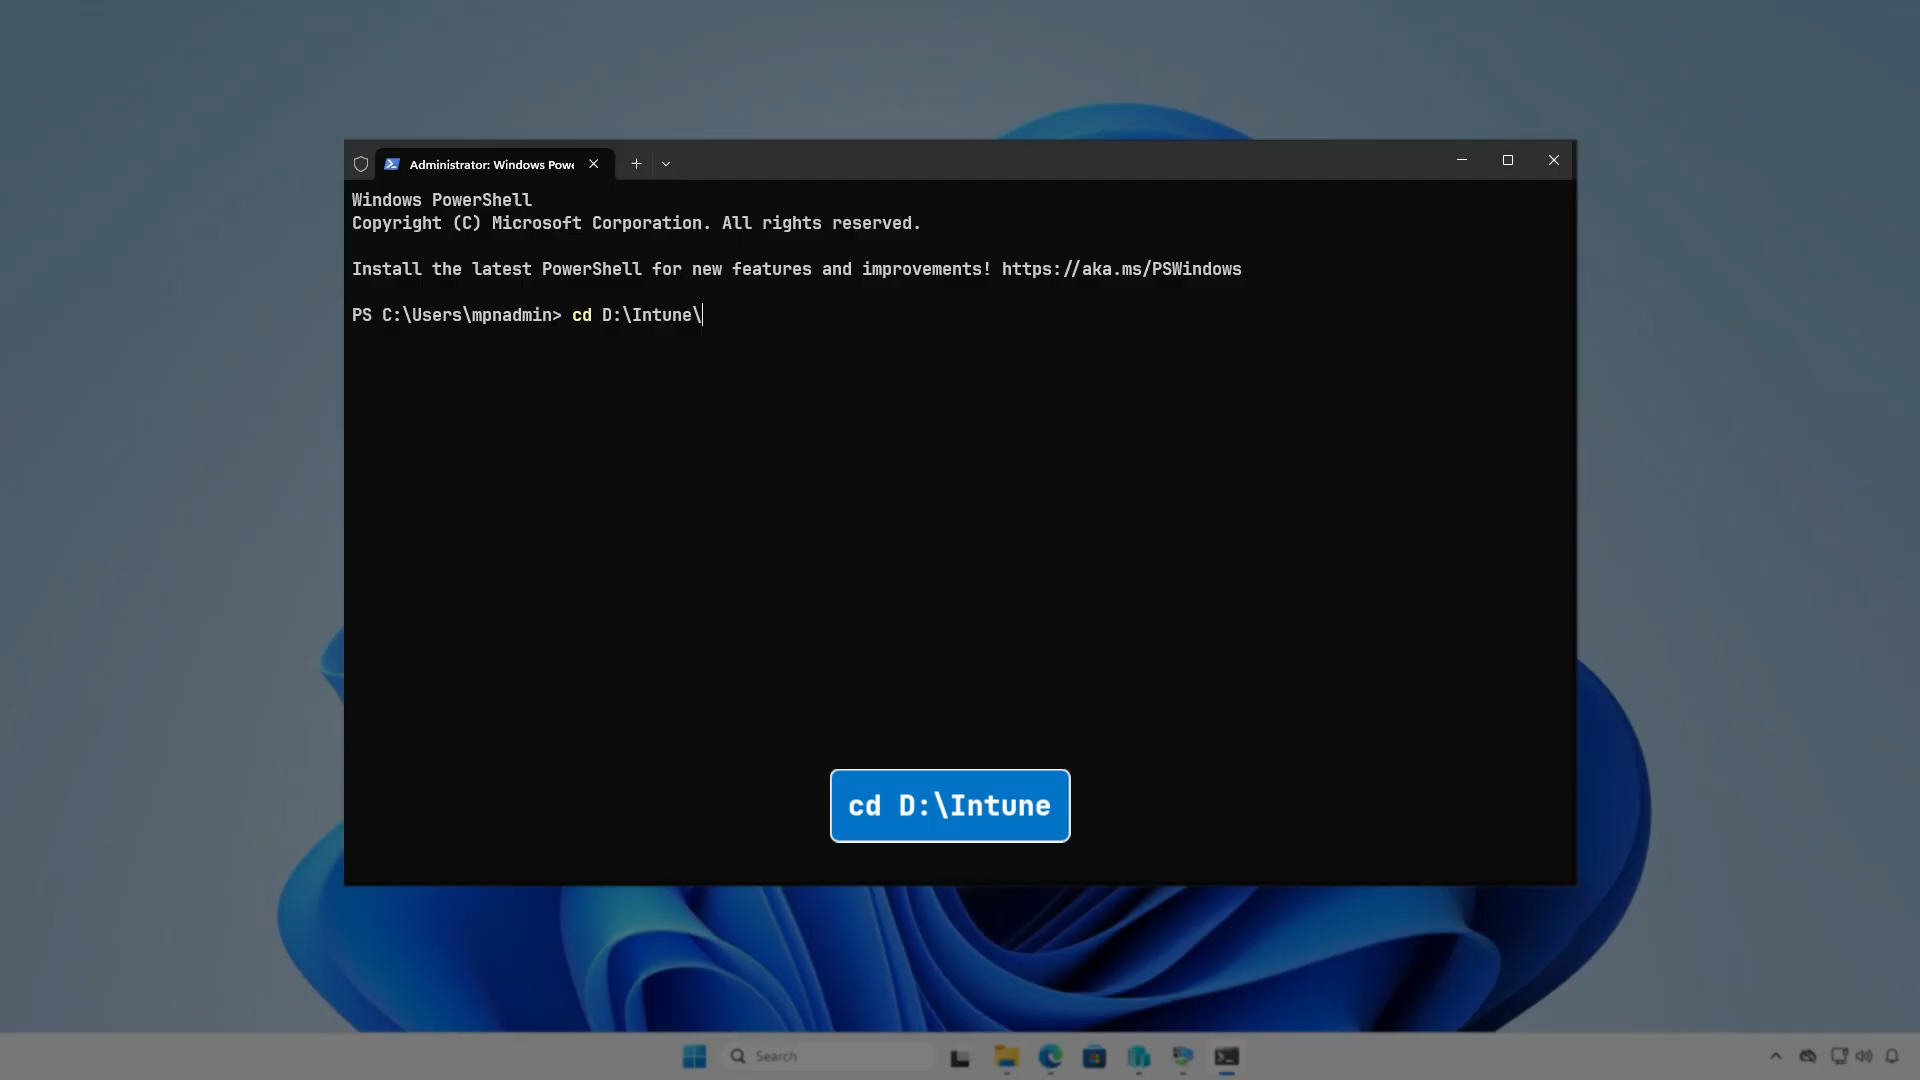 Administrator: Windows Powe
Windows PowerShell
Copyright (C) Microsoft Corporation. All rights reserved.
Install the latest PowerShell for new features and improvements! https://aka.ms/PSWindows
PS C:\Users\mpnadmin> cd D:\Intune\
cd D:\Intune
Search